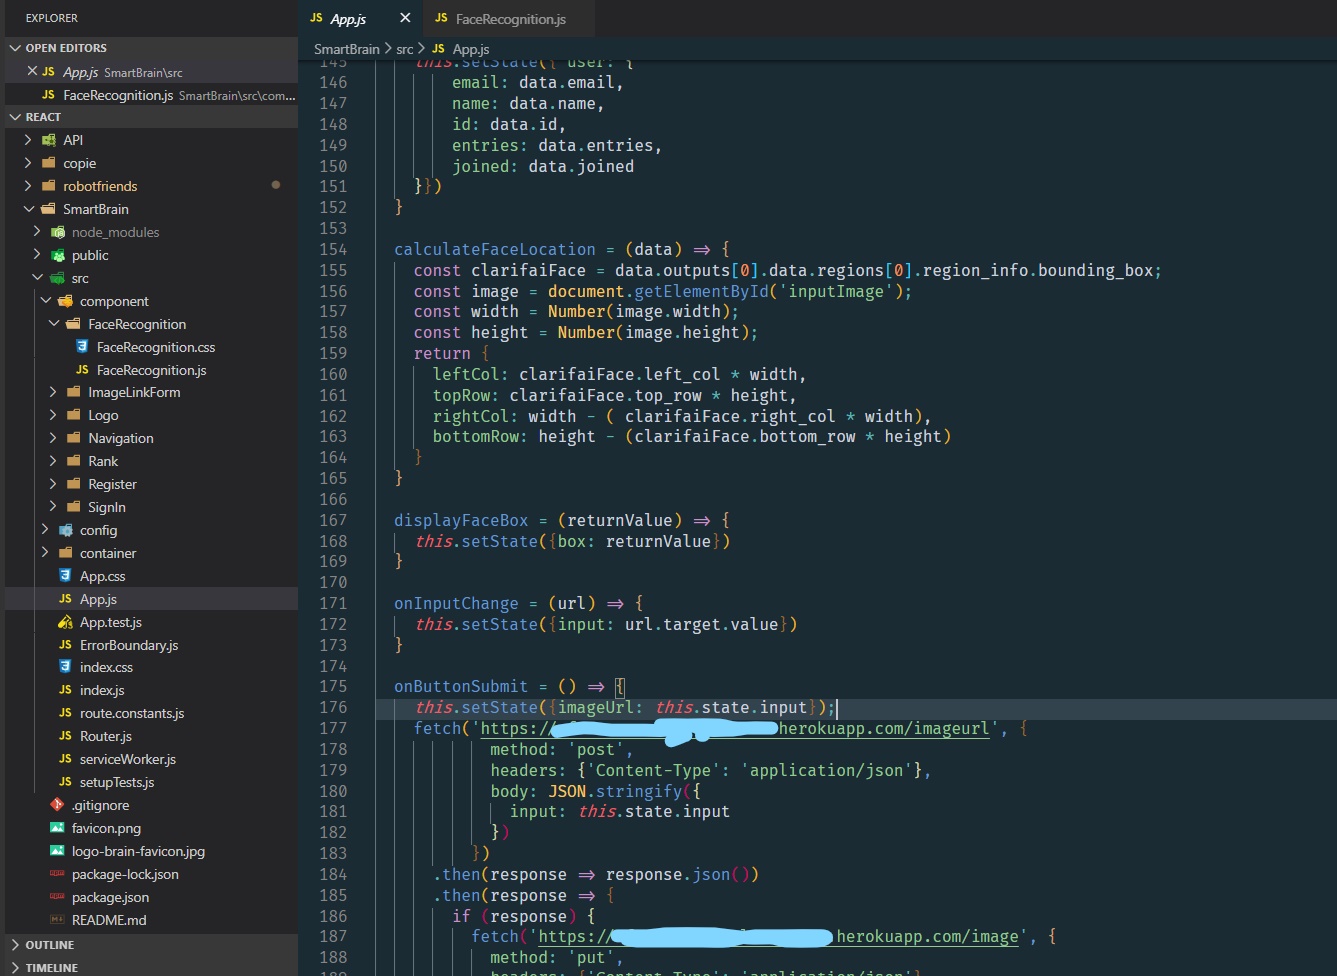 EXPLORER
OPEN EDITORS
App.js SmartBrain\src
FaceRecognition.js SmartBrain\src\com...
REACT
API
copie
robotfriends
SmartBrain
node_modules
public
src
component
FaceRecognition
FaceRecognition.css
FaceRecognition.js
ImageLinkForm
Logo
Navigation
Rank
Register
SignIn
config
container
App.css
App.js
App.test.js
ErrorBoundary.js
index.css
index.js
route.constants.js
Router.js
serviceWorker.js
setupTests.js
.gitignore
favicon.png
logo-brain-favicon.jpg
package-lock.json
package.json
README.md
OUTLINE
TIMELINE
JS App.js JS FaceRecognition.js
SmartBrain > src > JS App.js
145 this.setState({ user: {
146 email: data.email,
147 name: data.name,
148 id: data.id,
149 entries: data.entries,
150 joined: data.joined
151 }})
152 }
153
154 calculateFaceLocation = (data) => {
155 const clarifaiFace = data.outputs[0].data.regions[0].region_info.bounding_box;
156 const image = document.getElementById('inputImage');
157 const width = Number(image.width);
158 const height = Number(image.height);
159 return {
160 leftCol: clarifaiFace.left_col * width,
161 topRow: clarifaiFace.top_row * height,
162 rightCol: width - ( clarifaiFace.right_col * width),
163 bottomRow: height - (clarifaiFace.bottom_row * height)
164 }
165 }
166
167 displayFaceBox = (returnValue) => {
168 this.setState({box: returnValue})
169 }
170
171 onInputChange = (url) => {
172 this.setState({input: url.target.value})
173 }
174
175 onButtonSubmit = () => {
176 this.setState({imageUrl: this.state.input});
177 fetch('https:// herokuapp.com/imageurl', {
178 method: 'post',
179 headers: {'Content-Type': 'application/json'},
180 body: JSON.stringify({
181 input: this.state.input
182 })
183 })
184 .then(response => response.json())
185 .then(response => {
186 if (response) {
187 fetch('https:// herokuapp.com/image', {
188 method: 'put',
189 headers: {'Content-Type': 'application/json'}